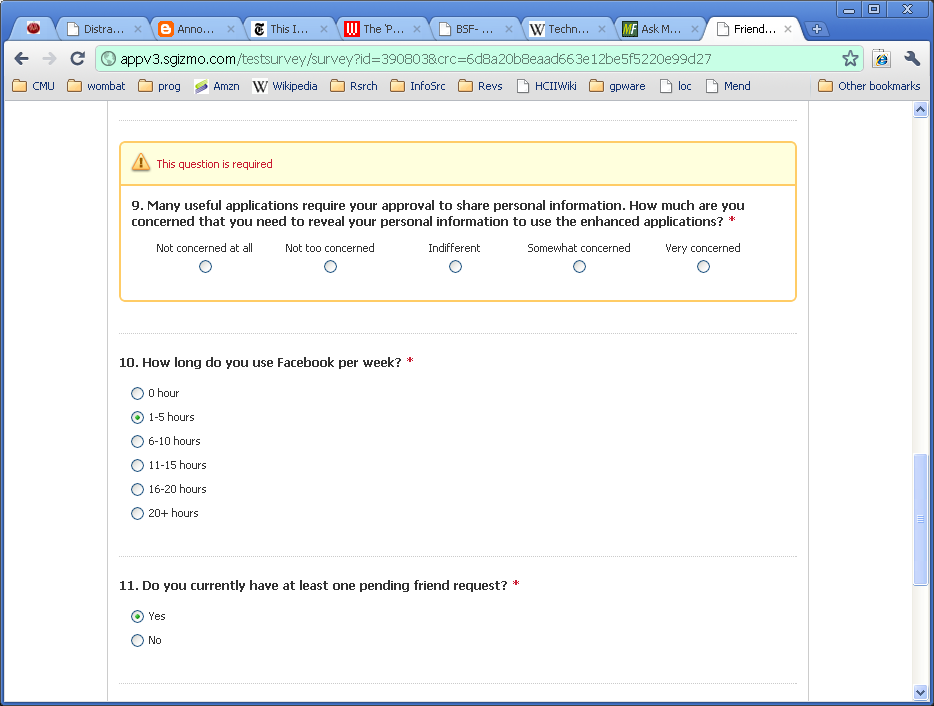 Distra...
Anno...
This I...
The 'P...
BSF- ...
Techn...
Ask M...
Friend...
appv3.sgizmo.com/testsurvey/survey?id=390803&crc=6d8a20b8eaad663e12be5f5220e99d27
CMU
wombat
prog
Amzn
Wikipedia
Rsrch
InfoSrc
Revs
HCIIWiki
gpware
loc
Mend
Other bookmarks
This question is required
9. Many useful applications require your approval to share personal information. How much are you
concerned that you need to reveal your personal information to use the enhanced applications? *
Not concerned at all
Not too concerned
Indifferent
Somewhat concerned
Very concerned
10. How long do you use Facebook per week? *
0 hour
1-5 hours
6-10 hours
11-15 hours
16-20 hours
20+ hours
11. Do you currently have at least one pending friend request? *
Yes
No